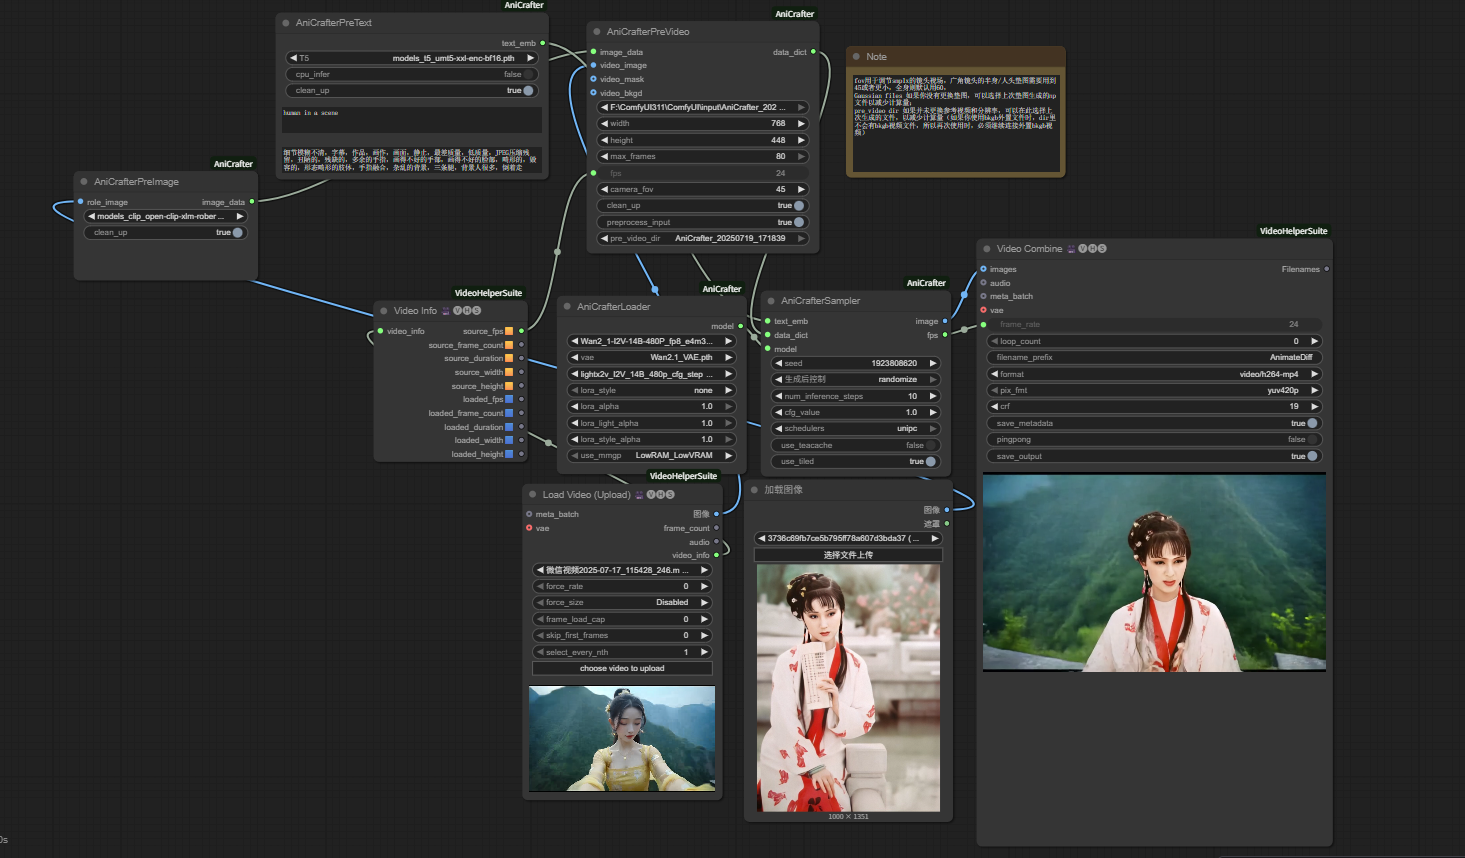 AniCrafter
AniCrafterPreText
text_emb
T5 models_t5_umt5-xxl-enc-bf16.pth
cpu_infer false
clean_up true
human in a scene
细节模糊不清, 字幕, 作品, 画作, 画面, 静止, 最差质量, 低质量, JPEG压缩残
留, 丑陋的, 残缺的, 多余的手指, 画得不好的手部, 画得不好的脸部, 畸形的, 毁
容的, 形态畸形的肢体, 手指融合, 杂乱的背景, 三条腿, 背景人很多, 倒着走
AniCrafter
AniCrafterPreImage
role_image image_data
models_clip_open-clip-xlm-rober ...
clean_up true
AniCrafter
AniCrafterPreVideo
image_data data_dict
video_image
video_mask
video_bkgd
F:\ComfyUI311\ComfyUI\input\AniCrafter_202 ...
width 768
height 448
max_frames 80
fps 24
camera_fov 45
clean_up true
preprocess_input true
pre_video_dir AniCrafter_20250719_171839
Note
fov用于调节smplx的镜头视场, 广角镜头的半身/人头垫图需要用到
45或者更小, 全身则默认用60,
Gaussian files 如果你没有更换垫图, 可以选择上次垫图生成的np
文件以减少计算量;
pre_video dir 如果并未更换参考视频和分辨率, 可以在此选择上
次生成的文件, 以减少计算量 (如果你使用bkgb外置文件时, dir里
不会有bkgb视频文件, 所以再次使用时, 必须继续连接外置bkgb视
频)
VideoHelperSuite
Video Info VHS
video_info source_fps
source_frame_count
source_duration
source_width
source_height
loaded_fps
loaded_frame_count
loaded_duration
loaded_width
loaded_height
AniCrafter
AniCrafterLoader
model
Wan2_1-I2V-14B-480P_fp8_e4m3...
vae Wan2.1_VAE.pth
lightx2v_I2V_14B_480p_cfg_step ...
lora_style none
lora_alpha 1.0
lora_light_alpha 1.0
lora_style_alpha 1.0
use_mmgp LowRAM_LowVRAM
AniCrafter
AniCrafterSampler
text_emb image
data_dict fps
model
seed 1923808620
生成后控制 randomize
num_inference_steps 10
cfg_value 1.0
schedulers unipc
use_teacache false
use_tiled true
VideoHelperSuite
Video Combine VHS
images Filenames
audio
meta_batch
vae
frame_rate 24
loop_count 0
filename_prefix AnimateDiff
format video/h264-mp4
pix_fmt yuv420p
crf 19
save_metadata true
pingpong false
save_output true
VideoHelperSuite
Load Video (Upload) VHS
meta_batch 图像
vae frame_count
audio
video_info
微信视频2025-07-17_115428_246.m ...
force_rate 0
force_size Disabled
frame_load_cap 0
skip_first_frames 0
select_every_nth 1
choose video to upload
加载图像
图像
遮罩
3736c69fb7ce5b795ff78a607d3bda37 ( ...
选择文件上传
1000 × 1351
0s